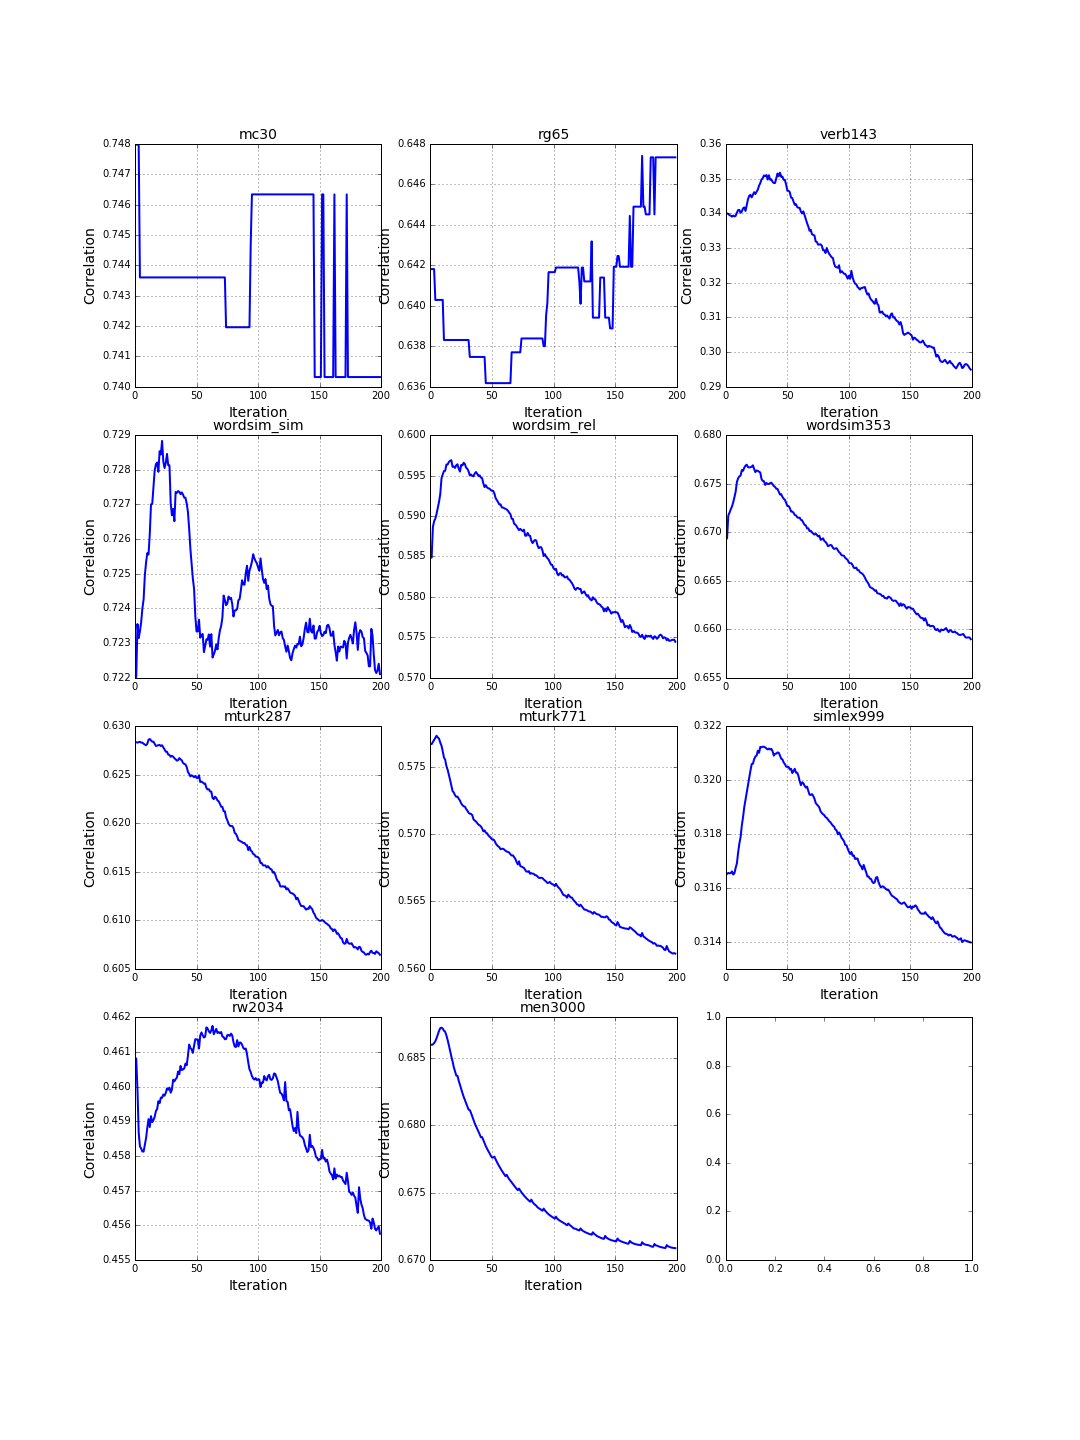 mc30
0.748
0.747
0.746
0.745
0.744
0.743
0.742
0.741
0.740
Correlation
0 50 100 150 200
Iteration
rg65
0.648
0.646
0.644
0.642
0.640
0.638
0.636
Correlation
0 50 100 150 200
Iteration
verb143
0.36
0.35
0.34
0.33
0.32
0.31
0.30
0.29
Correlation
0 50 100 150 200
Iteration
wordsim_sim
0.729
0.728
0.727
0.726
0.725
0.724
0.723
0.722
Correlation
0 50 100 150 200
Iteration
wordsim_rel
0.600
0.595
0.590
0.585
0.580
0.575
0.570
Correlation
0 50 100 150 200
Iteration
wordsim353
0.680
0.675
0.670
0.665
0.660
0.655
Correlation
0 50 100 150 200
Iteration
mturk287
0.630
0.625
0.620
0.615
0.610
0.605
Correlation
0 50 100 150 200
Iteration
mturk771
0.575
0.570
0.565
0.560
Correlation
0 50 100 150 200
Iteration
simlex999
0.322
0.320
0.318
0.316
0.314
Correlation
0 50 100 150 200
Iteration
rw2034
0.462
0.461
0.460
0.459
0.458
0.457
0.456
0.455
Correlation
0 50 100 150 200
Iteration
men3000
0.685
0.680
0.675
0.670
Correlation
0 50 100 150 200
Iteration
1.0
0.8
0.6
0.4
0.2
0.0
0.0 0.2 0.4 0.6 0.8 1.0